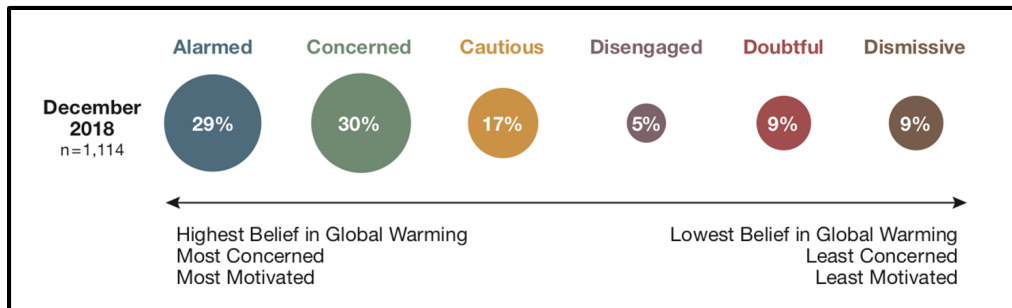 Alarmed Concerned Cautious Disengaged Doubtful Dismissive
December
2018
n=1,114
29% 30% 17% 5% 9% 9%
Highest Belief in Global Warming
Most Concerned
Most Motivated
Lowest Belief in Global Warming
Least Concerned
Least Motivated